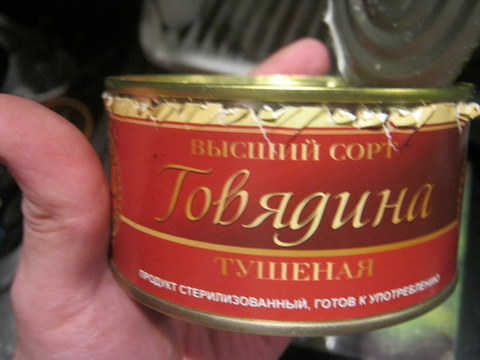 ВЫСШИЙ СОРТ
Говядина
ТУШЕНАЯ
ПРОДУКТ СТЕРИЛИЗОВАННЫЙ, ГОТОВ К УПОТРЕБЛЕНИЮ